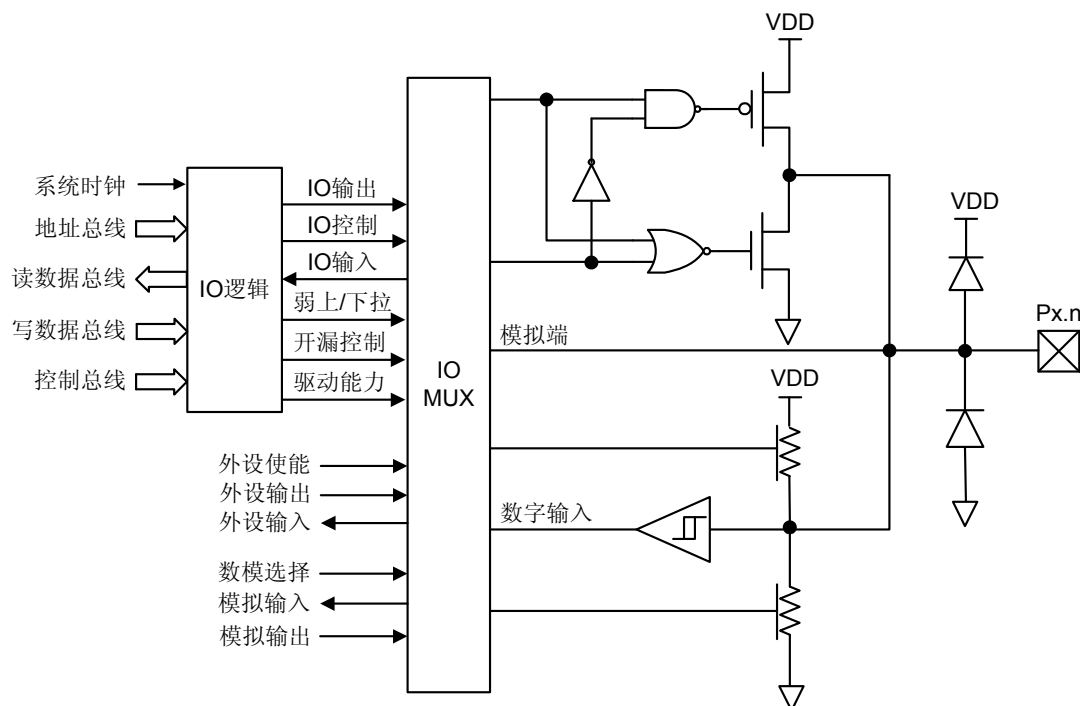 VDD
系统时钟
地址总线
读数据总线
写数据总线
控制总线
IO逻辑
IO输出
IO控制
IO输入
弱上/下拉
开漏控制
驱动能力
IO
MUX
外设使能
外设输出
外设输入
数模选择
模拟输入
模拟输出
模拟端
VDD
数字输入
VDD
Px.n